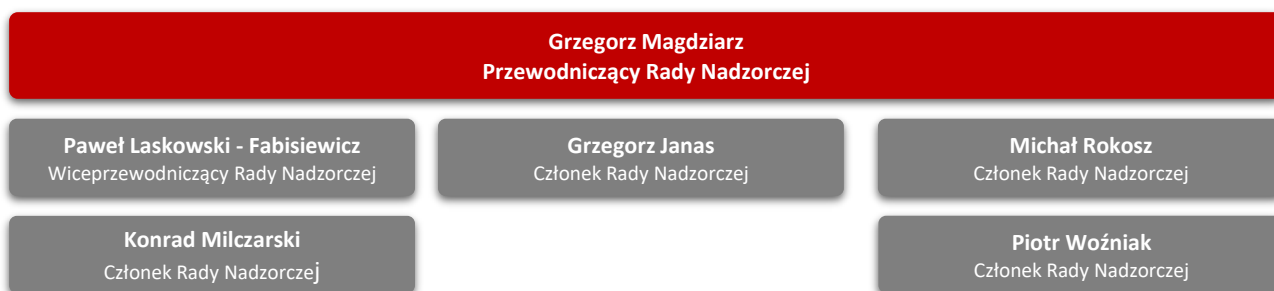 Grzegorz Magdziarz
Przewodniczący Rady Nadzorczej
Paweł Laskowski - Fabisiewicz
Wiceprzewodniczący Rady Nadzorczej
Grzegorz Janas
Członek Rady Nadzorczej
Michał Rokosz
Członek Rady Nadzorczej
Konrad Milczarski
Członek Rady Nadzorczej
Piotr Woźniak
Członek Rady Nadzorczej